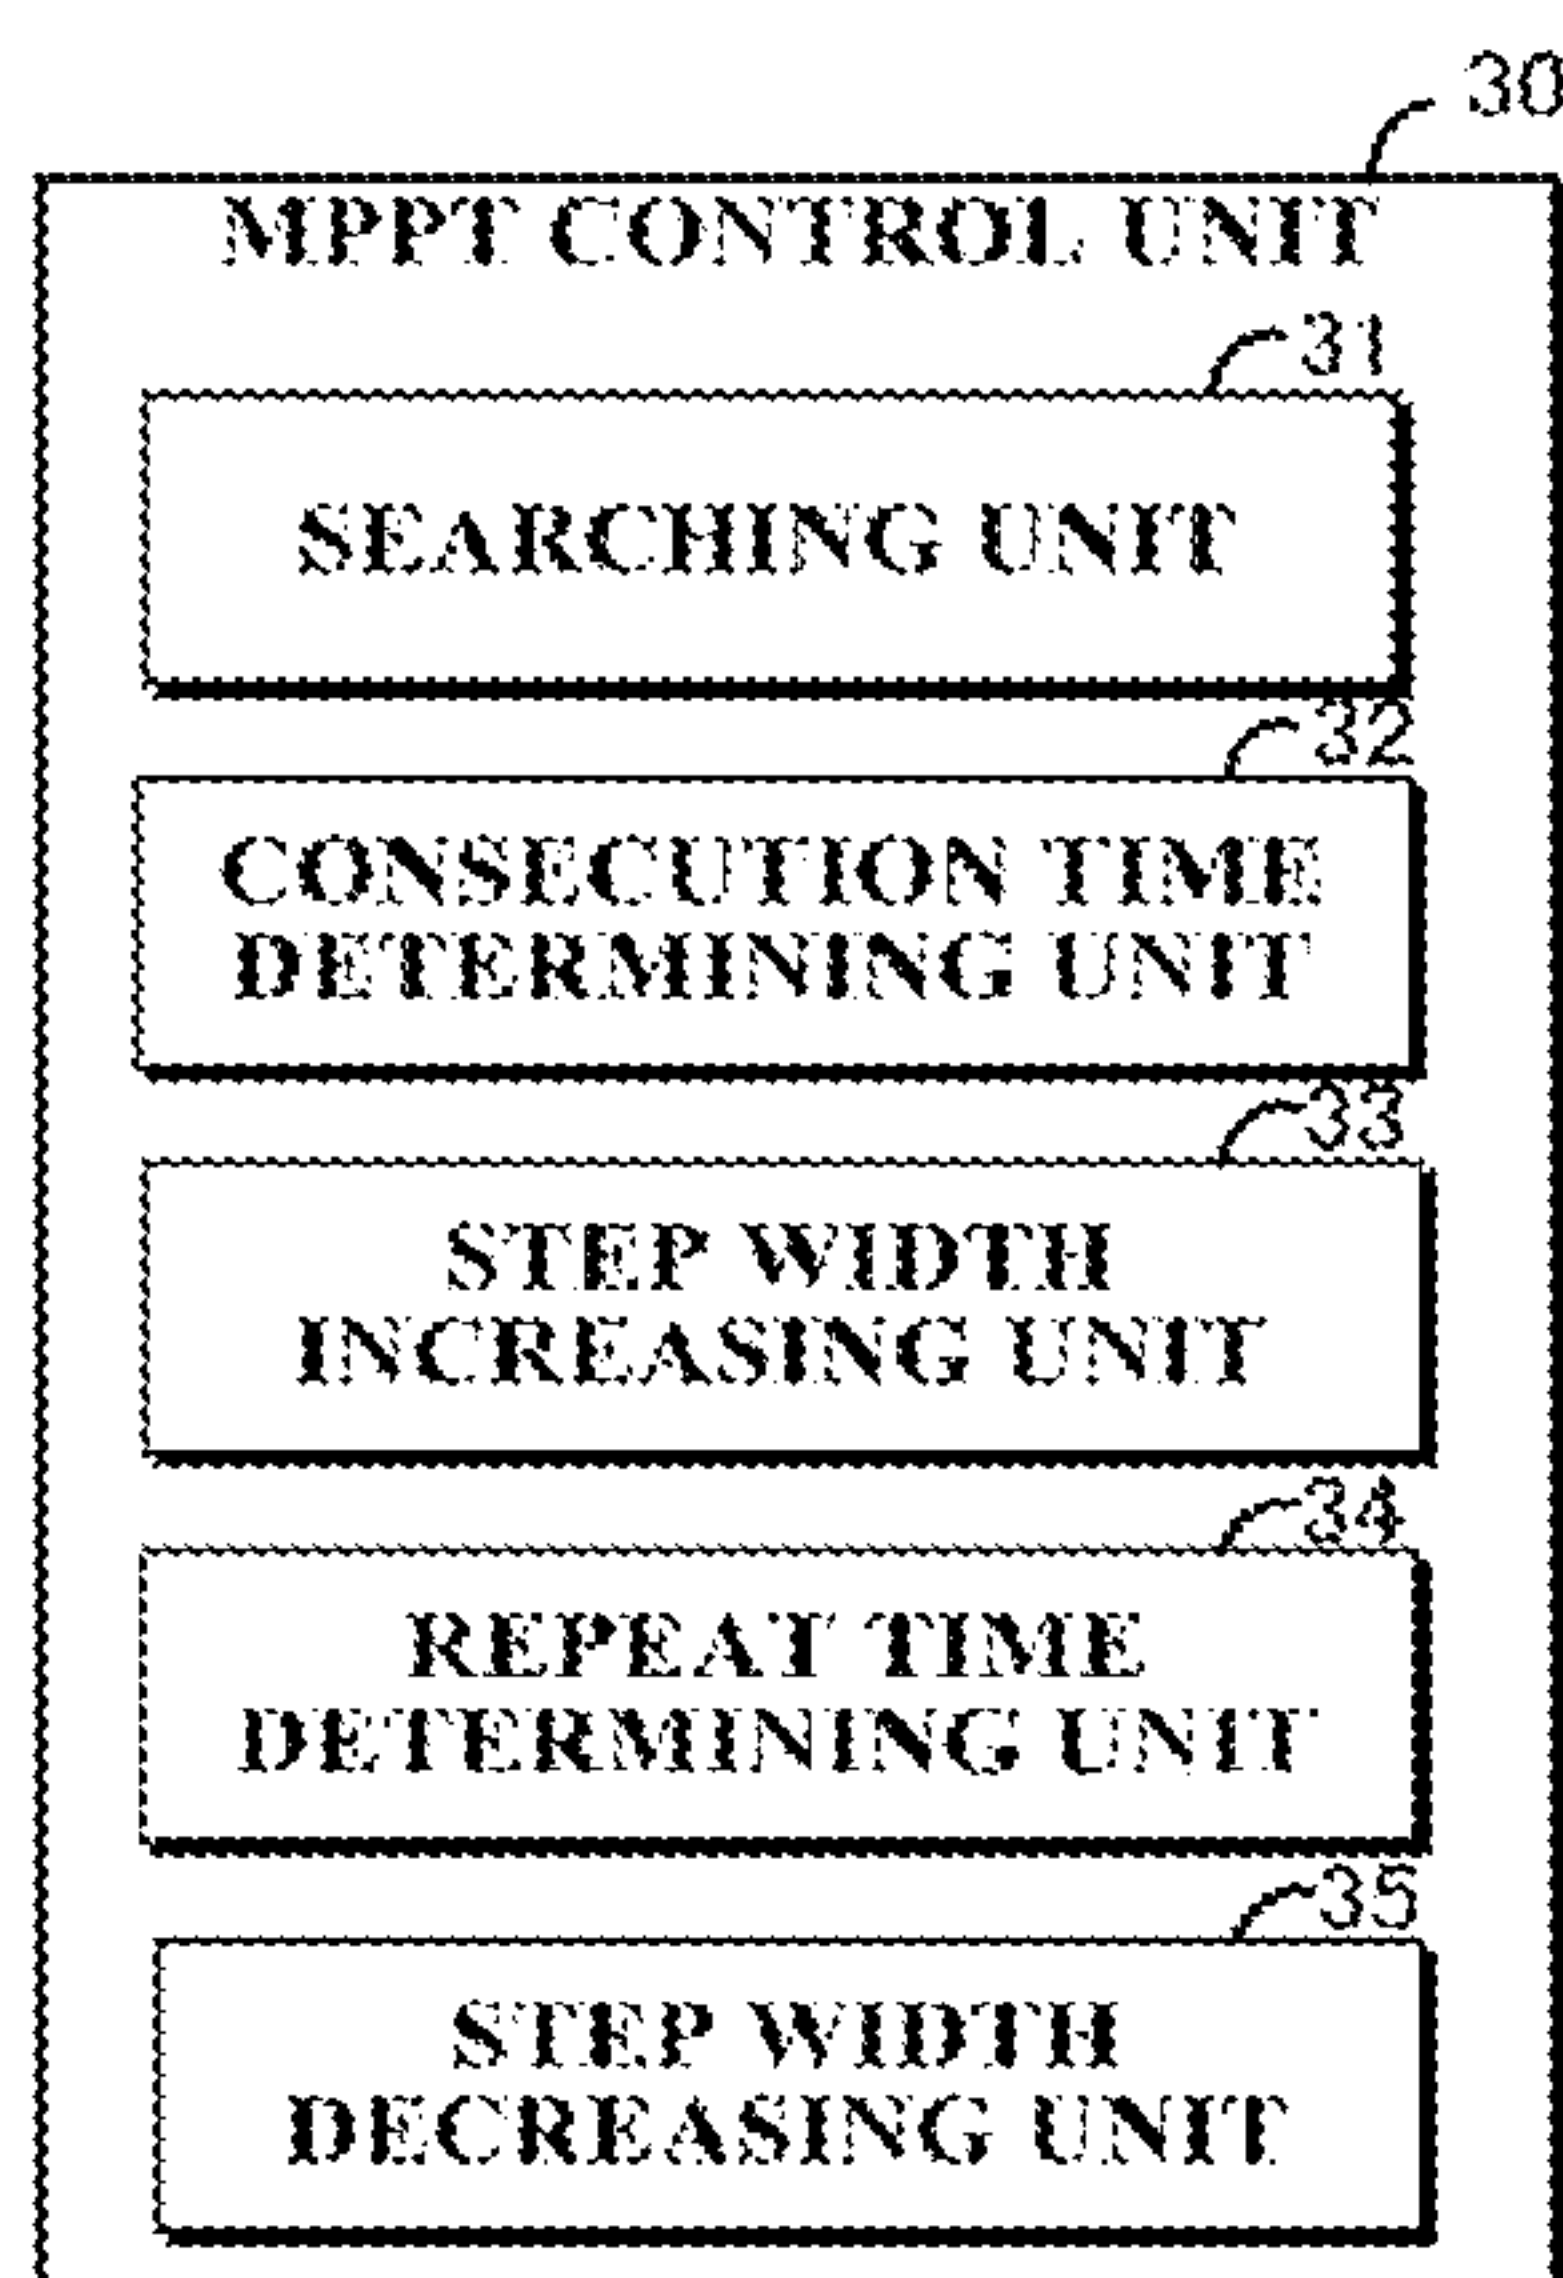 30
MPPT CONTROL UNIT
31
SEARCHING UNIT
32
CONSECUTION TIME
DETERMINING UNIT
33
STEP WIDTH
INCREASING UNIT
34
REPEAT TIME
DETERMINING UNIT
35
STEP WIDTH
DECREASING UNIT